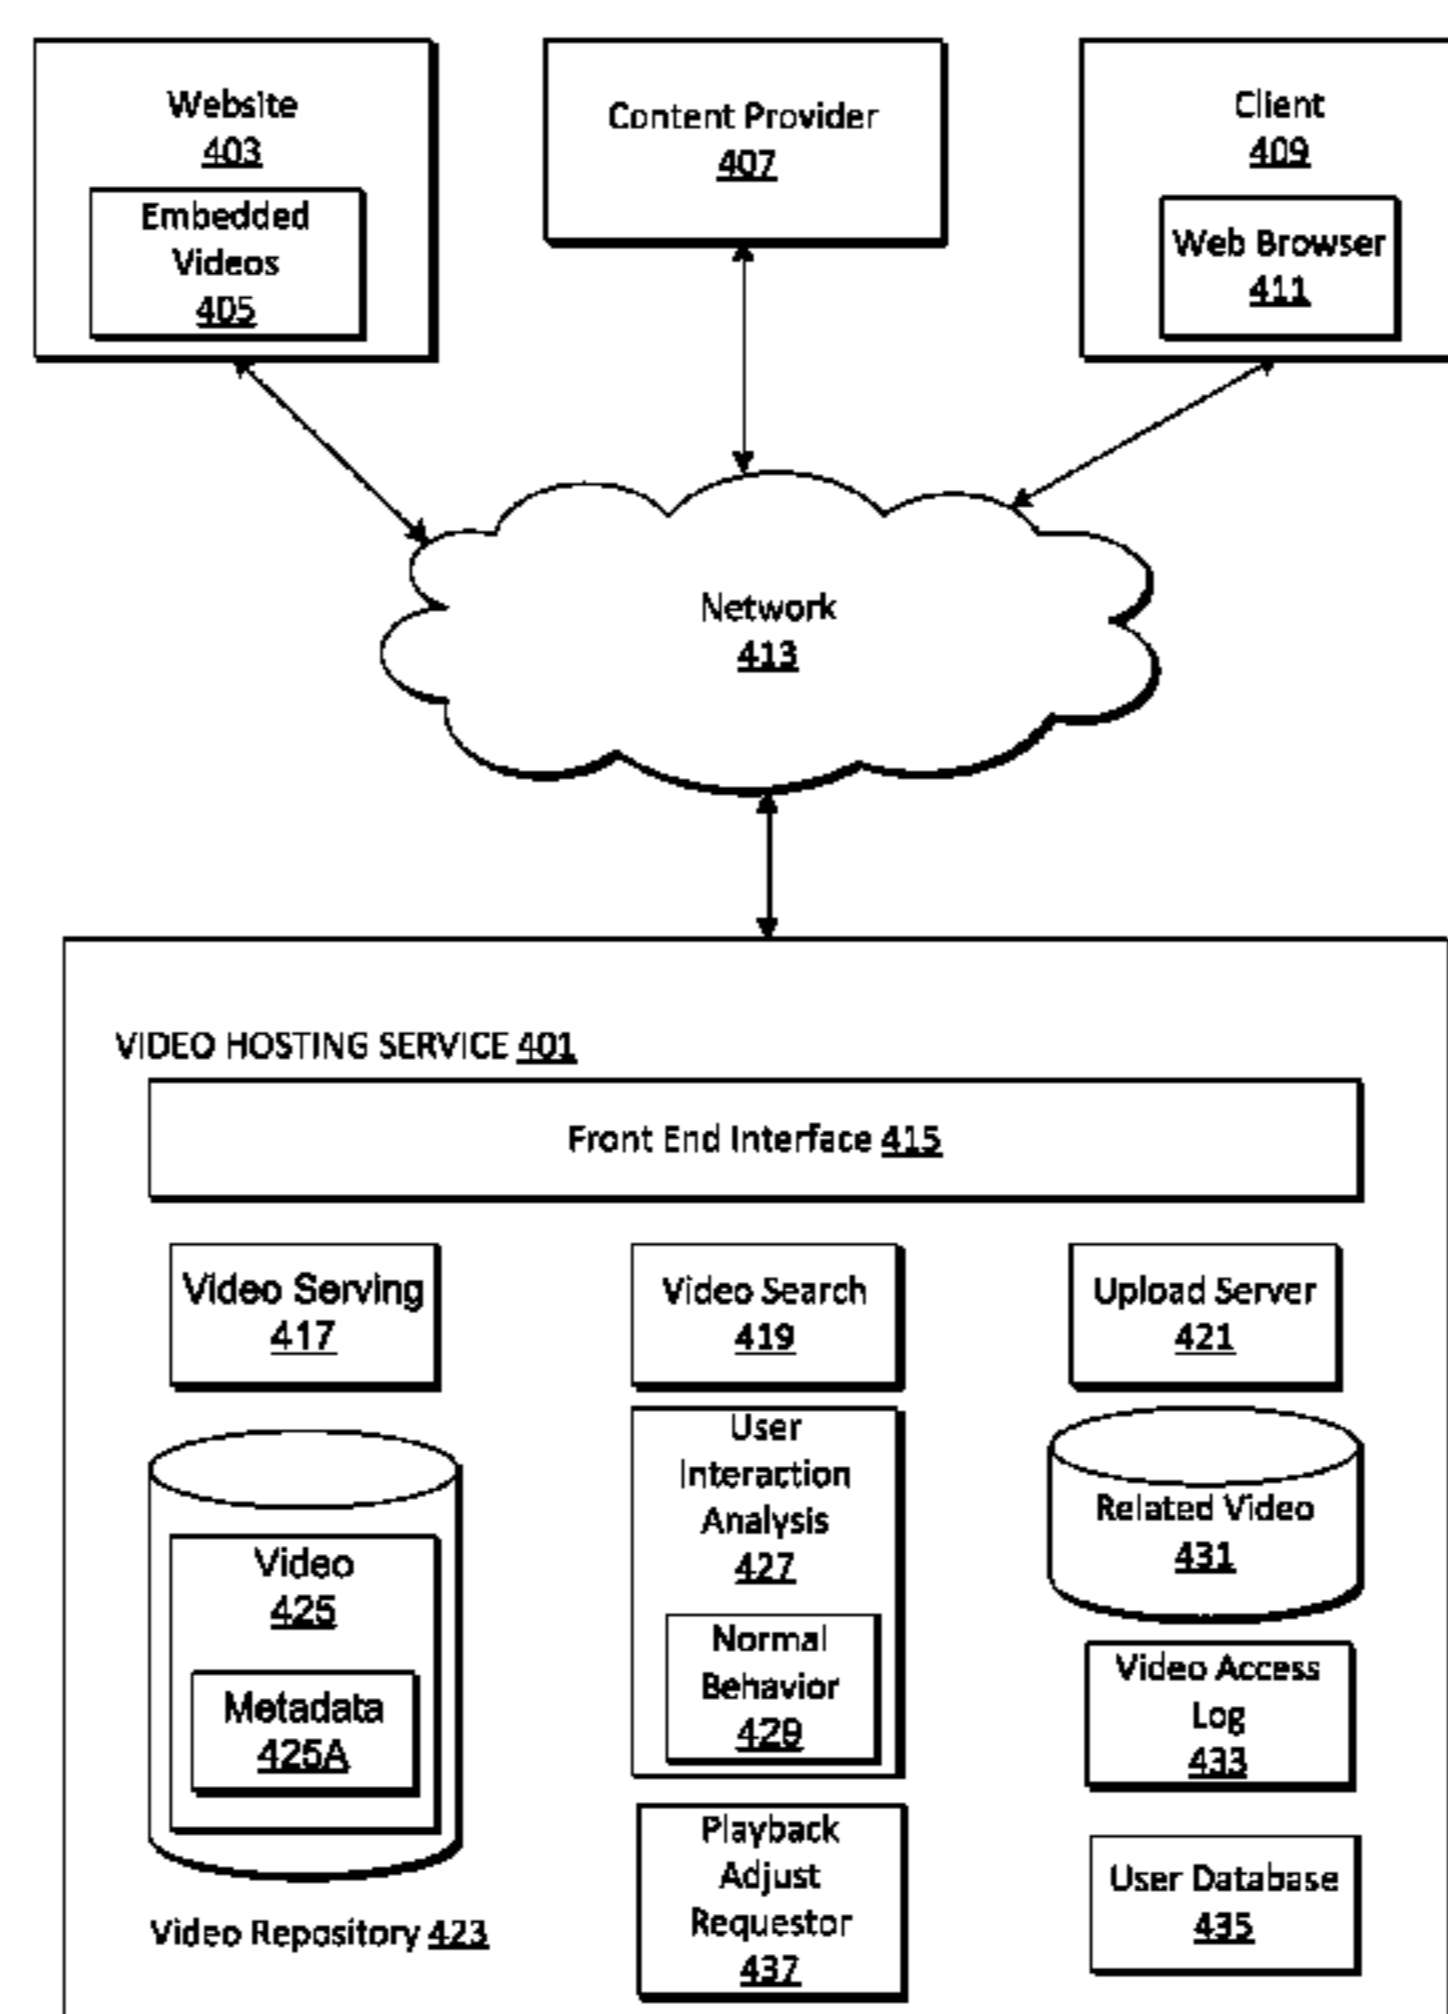 Website
403
Embedded
Videos
405
Content Provider
407
Client
409
Web Browser
411
Network
413
VIDEO HOSTING SERVICE 401
Front End Interface 415
Video Serving
417
Video Search
419
Upload Server
421
Video
425
Metadata
425A
Video Repository 423
User
Interaction
Analysis
427
Normal
Behavior
429
Playback
Adjust
Requestor
437
Related Video
431
Video Access
Log
433
User Database
435